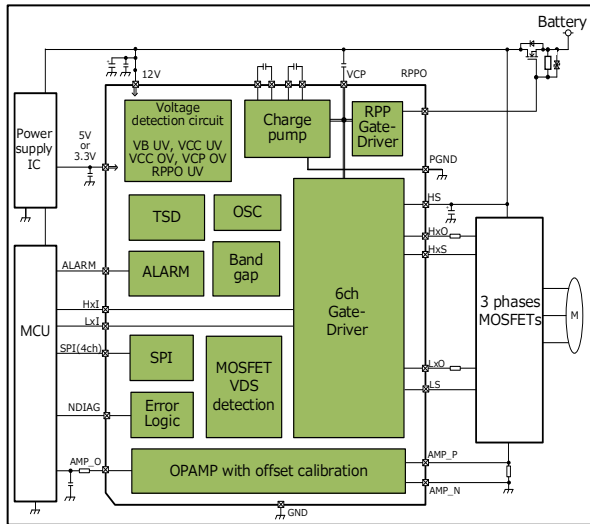 Battery
12V
VCP
RPPO
Voltage
detection circuit
VB UV, VCC UV
VCC OV, VCP OV
RPPO UV
Charge
pump
RPP
Gate-
Driver
Power
supply
IC
5V
or
3.3V
PGND
HS
TSD
OSC
HxO
HxS
ALARM
ALARM
Band
gap
6ch
Gate-
Driver
3 phases
MOSFETs
M
MCU
HxI
LxI
SPI(4ch)
SPI
MOSFET
VDS
detection
LxO
LS
NDIAG
Error
Logic
AMP_O
OPAMP with offset calibration
AMP_P
AMP_N
GND